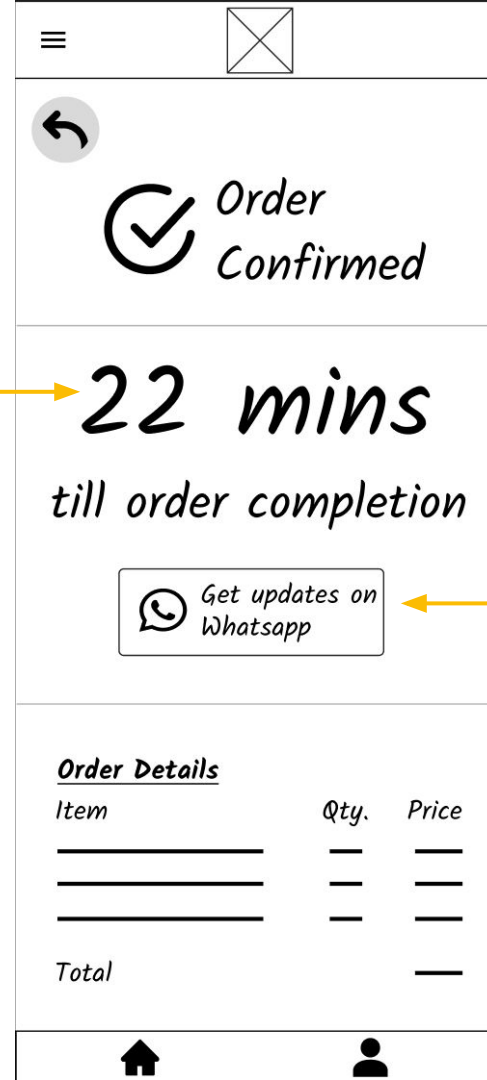 Order
Confirmed
22 mins
till order completion
Get updates on
Whatsapp
Order Details
Item Qty. Price
Total